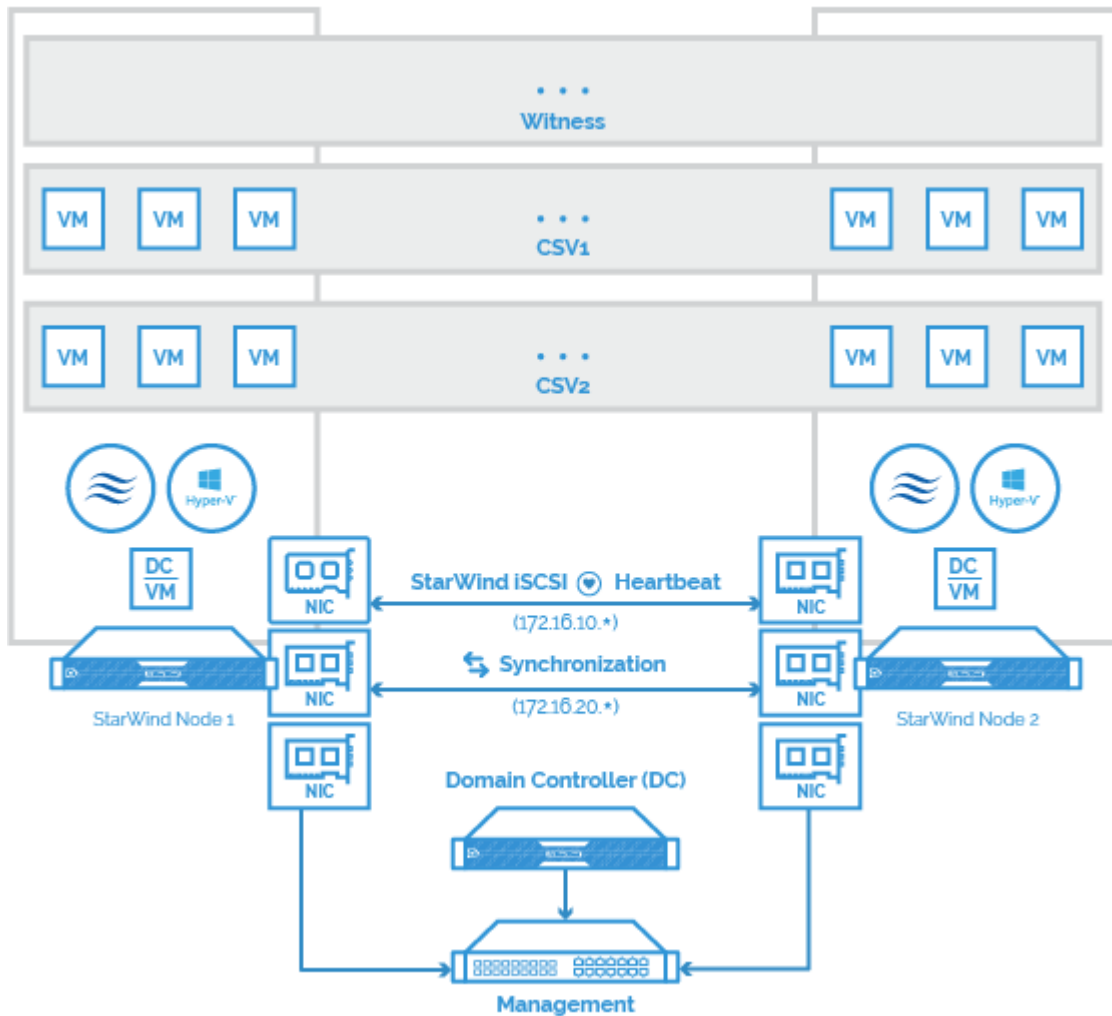 Witness
VM VM VM VM VM VM
CSV1
VM VM VM VM VM VM
CSV2
Hyper-V
Hyper-V
DC
VM
DC
VM
NIC
StarWind iSCSI Heartbeat
NIC
(172.16.10.*)
Synchronization
NIC
(172.16.20.*)
NIC
StarWind Node 1
StarWind Node 2
NIC
Domain Controller (DC)
NIC
Management